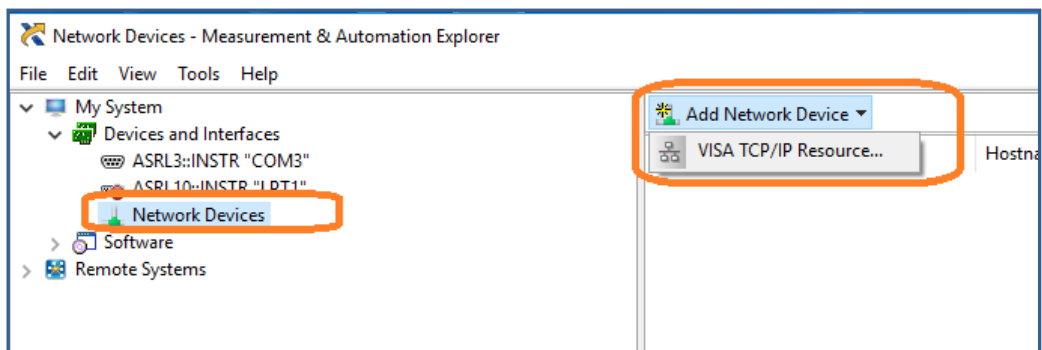 Network Devices - Measurement & Automation Explorer
File Edit View Tools Help
My System
Devices and Interfaces
ASRL3::INSTR "COM3"
ASRL10::INSTR "LPT1"
Network Devices
Software
Remote Systems
Add Network Device
VISA TCP/IP Resource...
Hostna